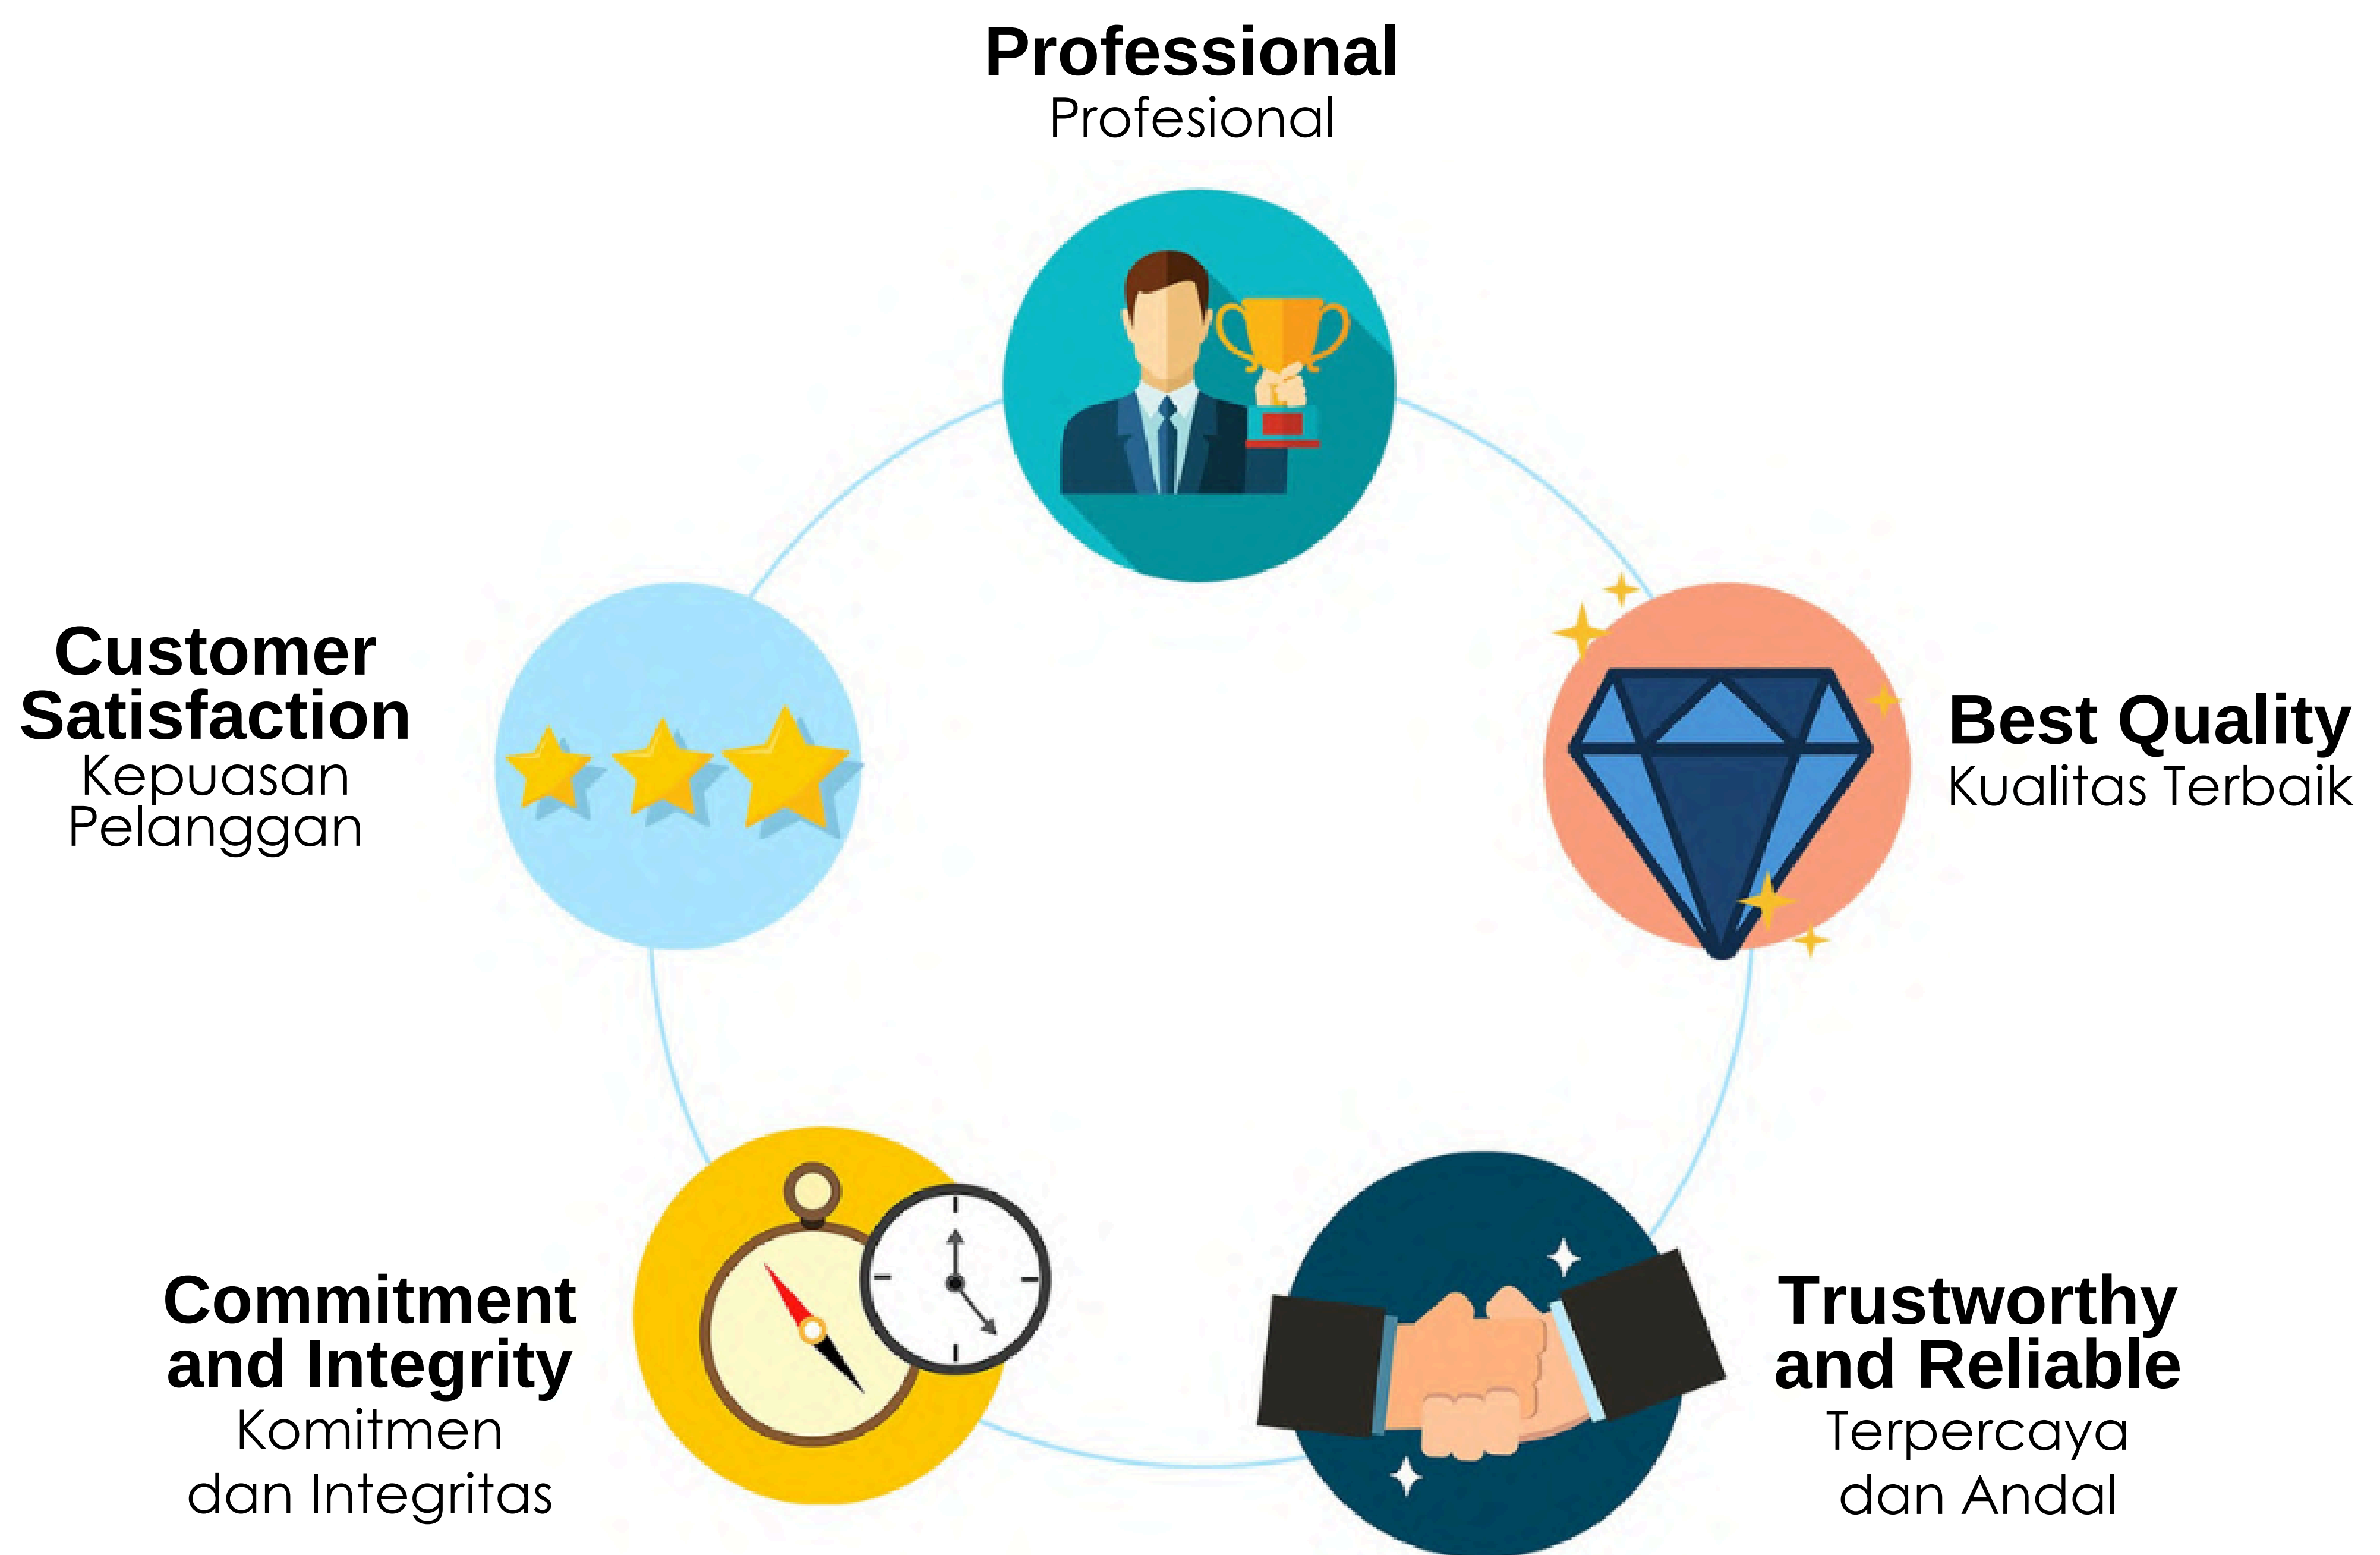 Professional
Profesional
Customer
Satisfaction
Kepuasan
Pelanggan
Best Quality
Kualitas Terbaik
Commitment
and Integrity
Komitmen
dan Integritas
Trustworthy
and Reliable
Terpercaya
dan Andal